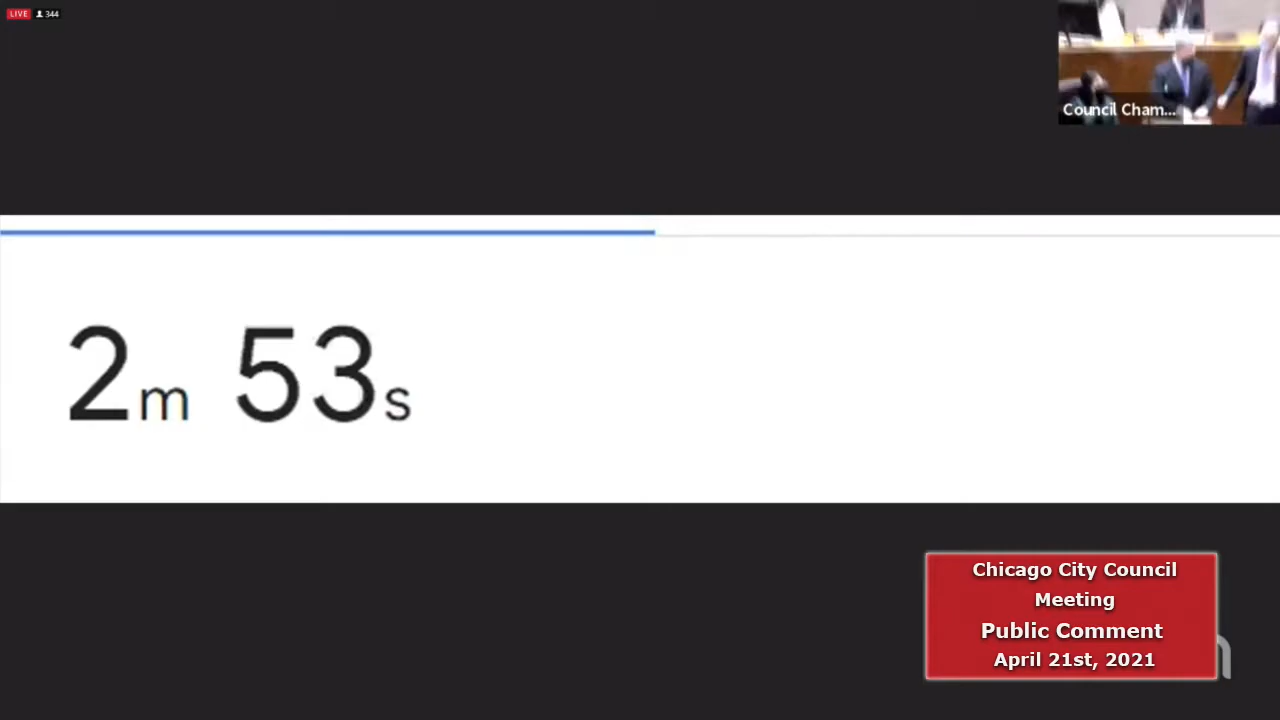 LIVE 344
Council Cham...
2m 53s
Chicago City Council
Meeting
Public Comment
April 21st, 2021